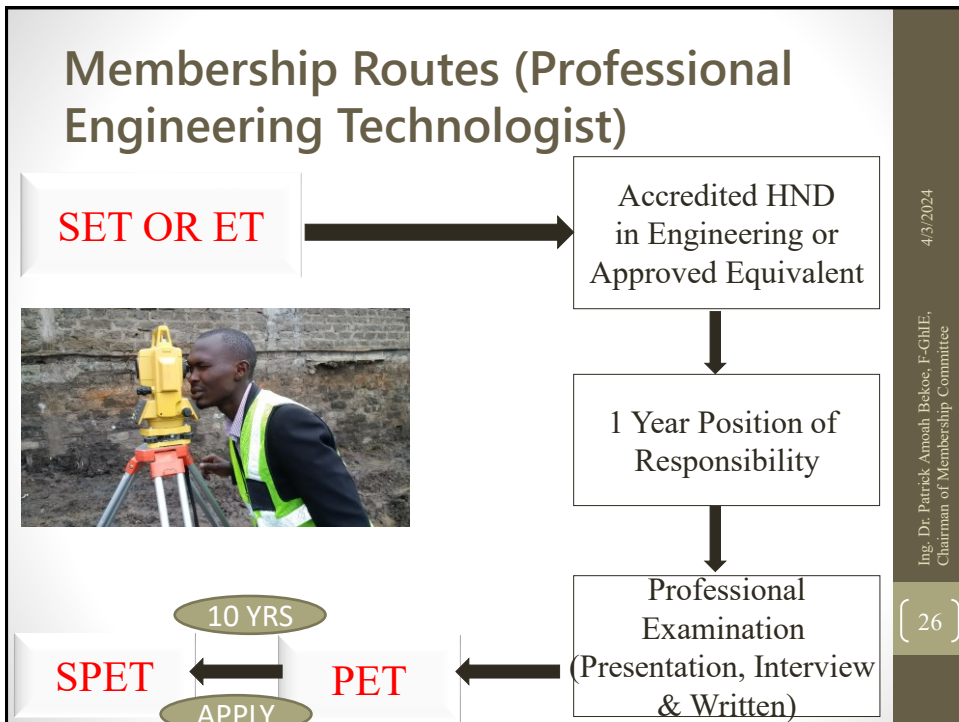 Membership Routes (Professional
Engineering Technologist)
SET OR ET
Accredited HND
in Engineering or
Approved Equivalent
1 Year Position of
Responsibility
Professional
Examination
(Presentation, Interview
& Written)
10 YRS
SPET
PET
APPLY
4/3/2024
Ing. Dr. Patrick Amoah Bekoe, F-GhIE,
Chairman of Membership Committee
26